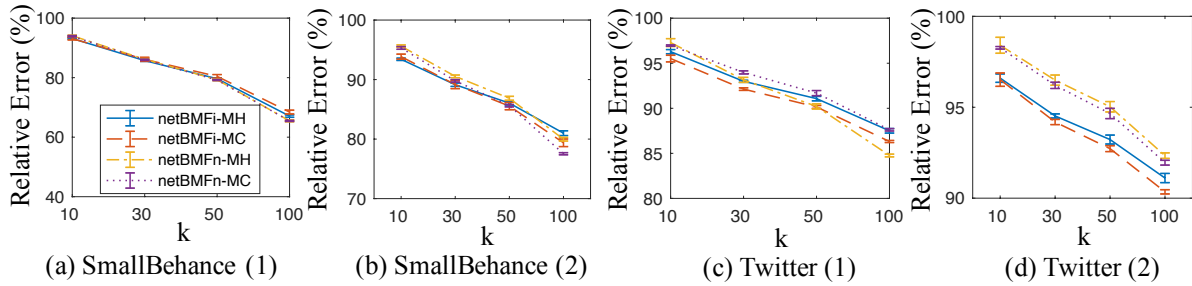 Relative Error (%)
100
80
60
40
10
30
50
100
k
netBMFi-MH
netBMFi-MC
netBMFn-MH
netBMFn-MC
(a) SmallBehance (1)
Relative Error (%)
100
90
80
70
10
30
50
100
k
(b) SmallBehance (2)
Relative Error (%)
100
95
90
85
80
10
30
50
100
k
(c) Twitter (1)
Relative Error (%)
100
95
90
10
30
50
100
k
(d) Twitter (2)